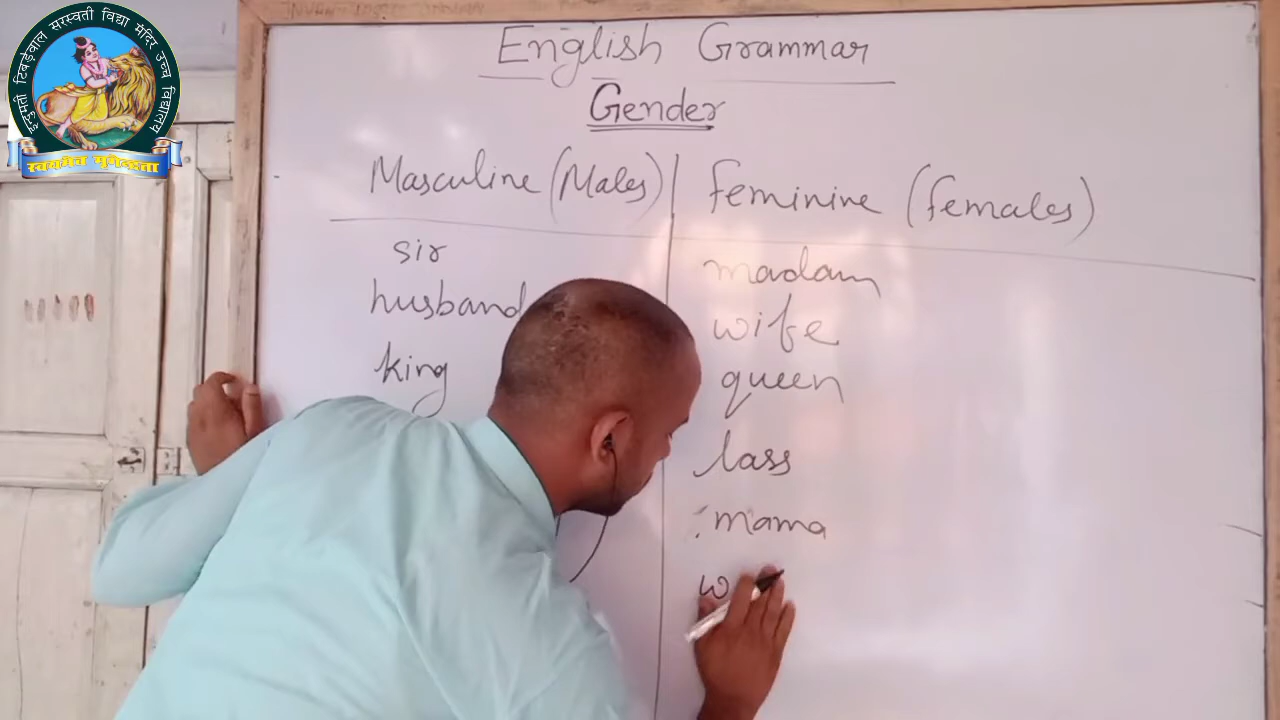 English Grammar
Gender
Masculine (Males) feminine (females)
sir madam
husband wife
king queen
lass
mama
w